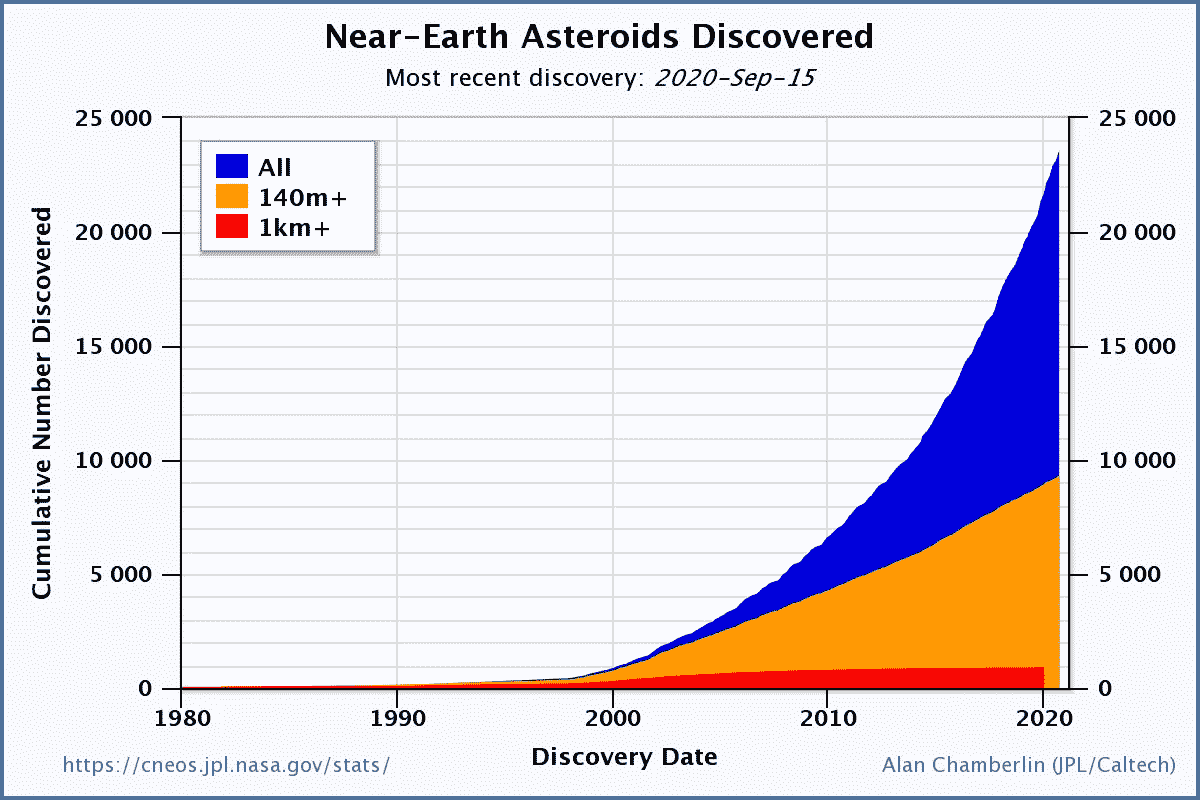 Near-Earth Asteroids Discovered
Most recent discovery: 2020-Sep-15
25 000
20 000
15 000
10 000
5 000
0
Cumulative Number Discovered
All
140m+
1km+
25 000
20 000
15 000
10 000
5 000
0
1980 1990 2000 2010 2020
Discovery Date
https://cneos.jpl.nasa.gov/stats/
Alan Chamberlin (JPL/Caltech)